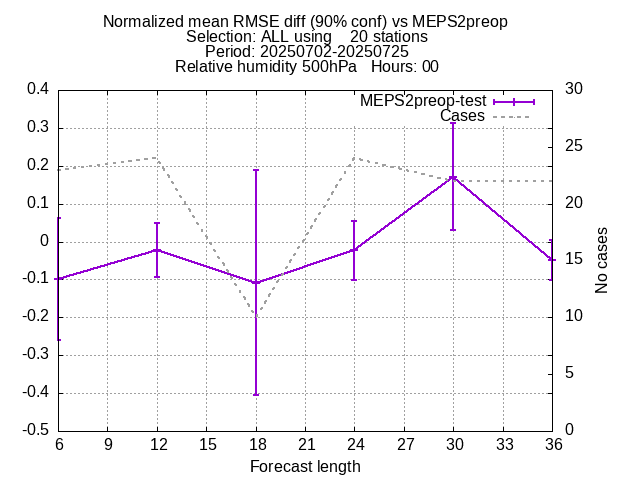 Normalized mean RMSE diff (90% conf) vs MEPS2preop
Selection: ALL using    20 stations
Period: 20250702-20250725
Relative humidity 500hPa   Hours: 00
MEPS2preop-test
Cases
0.4
0.3
0.2
0.1
0
-0.1
-0.2
-0.3
-0.4
-0.5
30
25
20
15
10
5
0
No cases
6 9 12 15 18 21 24 27 30 33 36
Forecast length